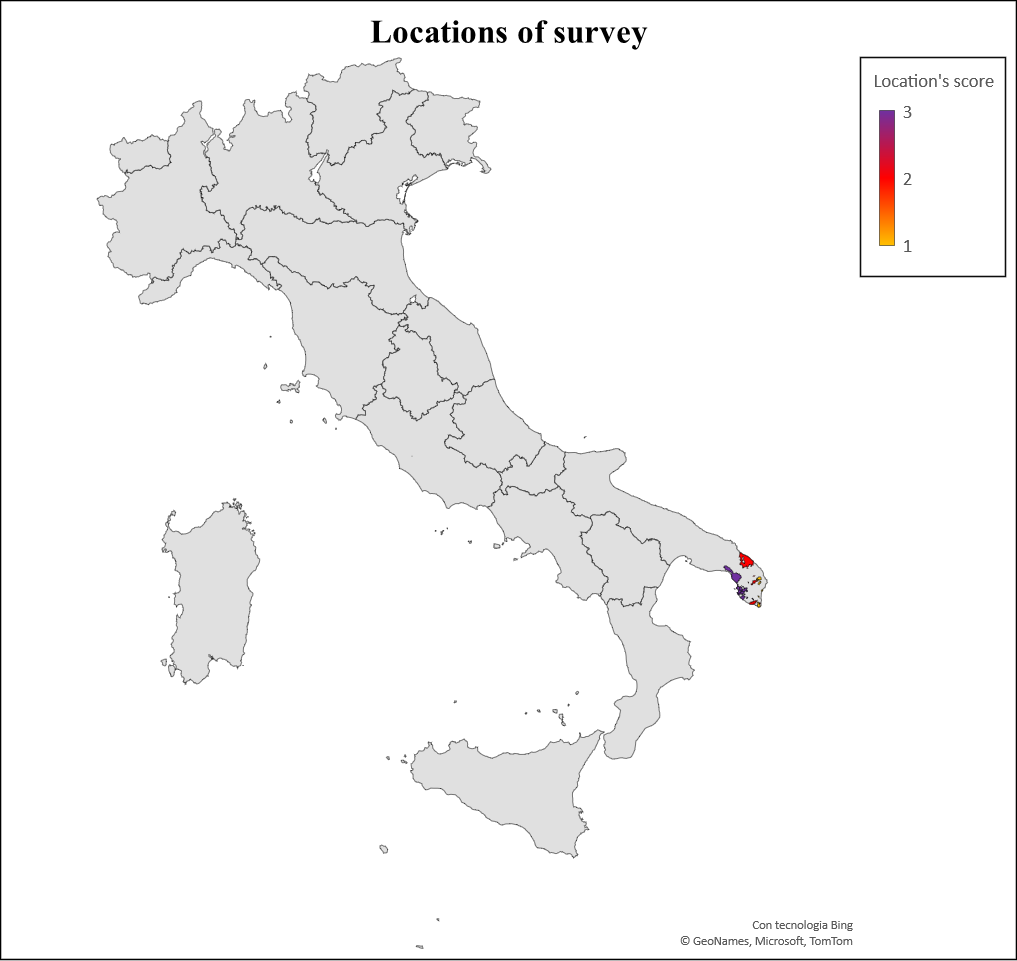 Locations of survey
Location's score
3
2
1
Con tecnologia Bing
© GeoNames, Microsoft, TomTom